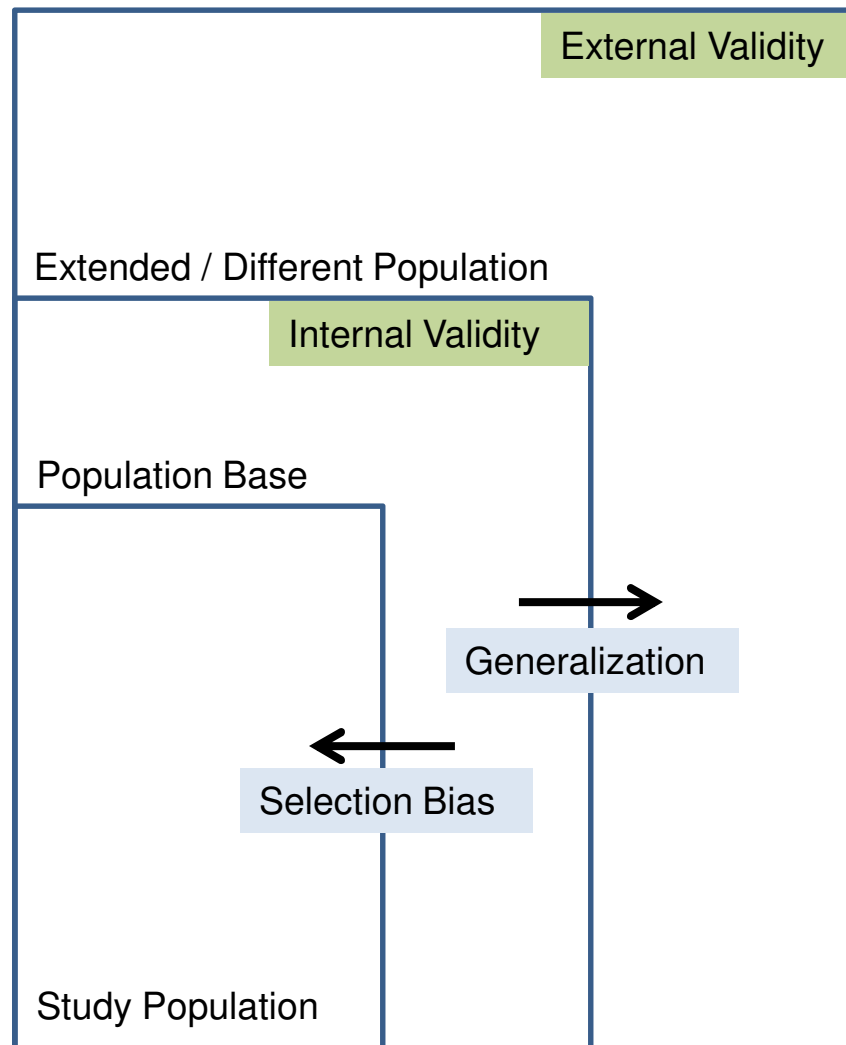 External Validity
Extended / Different Population
Internal Validity
Population Base
Generalization
Selection Bias
Study Population